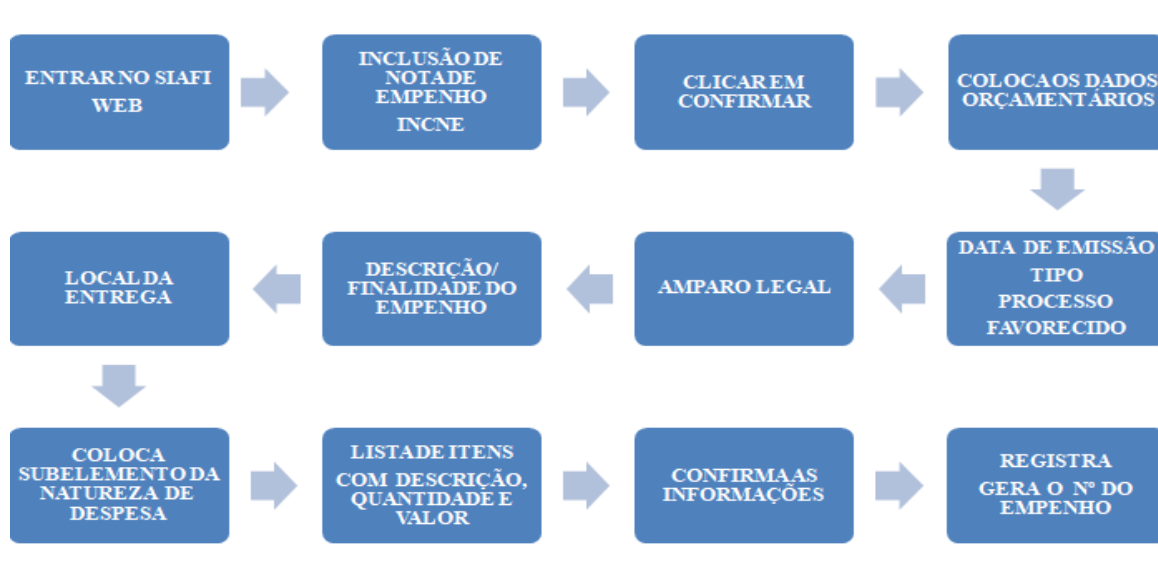 ENTRAR NO SIAFI
WEB
INCLUSÃO DE
NOTA DE
EMPENHO
INCNE
CLICAR EM
CONFIRMAR
COLOCA OS DADOS
ORÇAMENTÁRIOS
DATA DE EMISSÃO
TIPO
PROCESSO
FAVORECIDO
AMPARO LEGAL
DESCRIÇÃO/
FINALIDADE DO
EMPENHO
LOCAL DA
ENTREGA
COLOCA
SUBELEMENTO DA
NATUREZA DE
DESPESA
LISTA DE ITENS
COM DESCRIÇÃO,
QUANTIDADE E
VALOR
CONFIRMA AS
INFORMAÇÕES
REGISTRA
GERA O Nº DO
EMPENHO